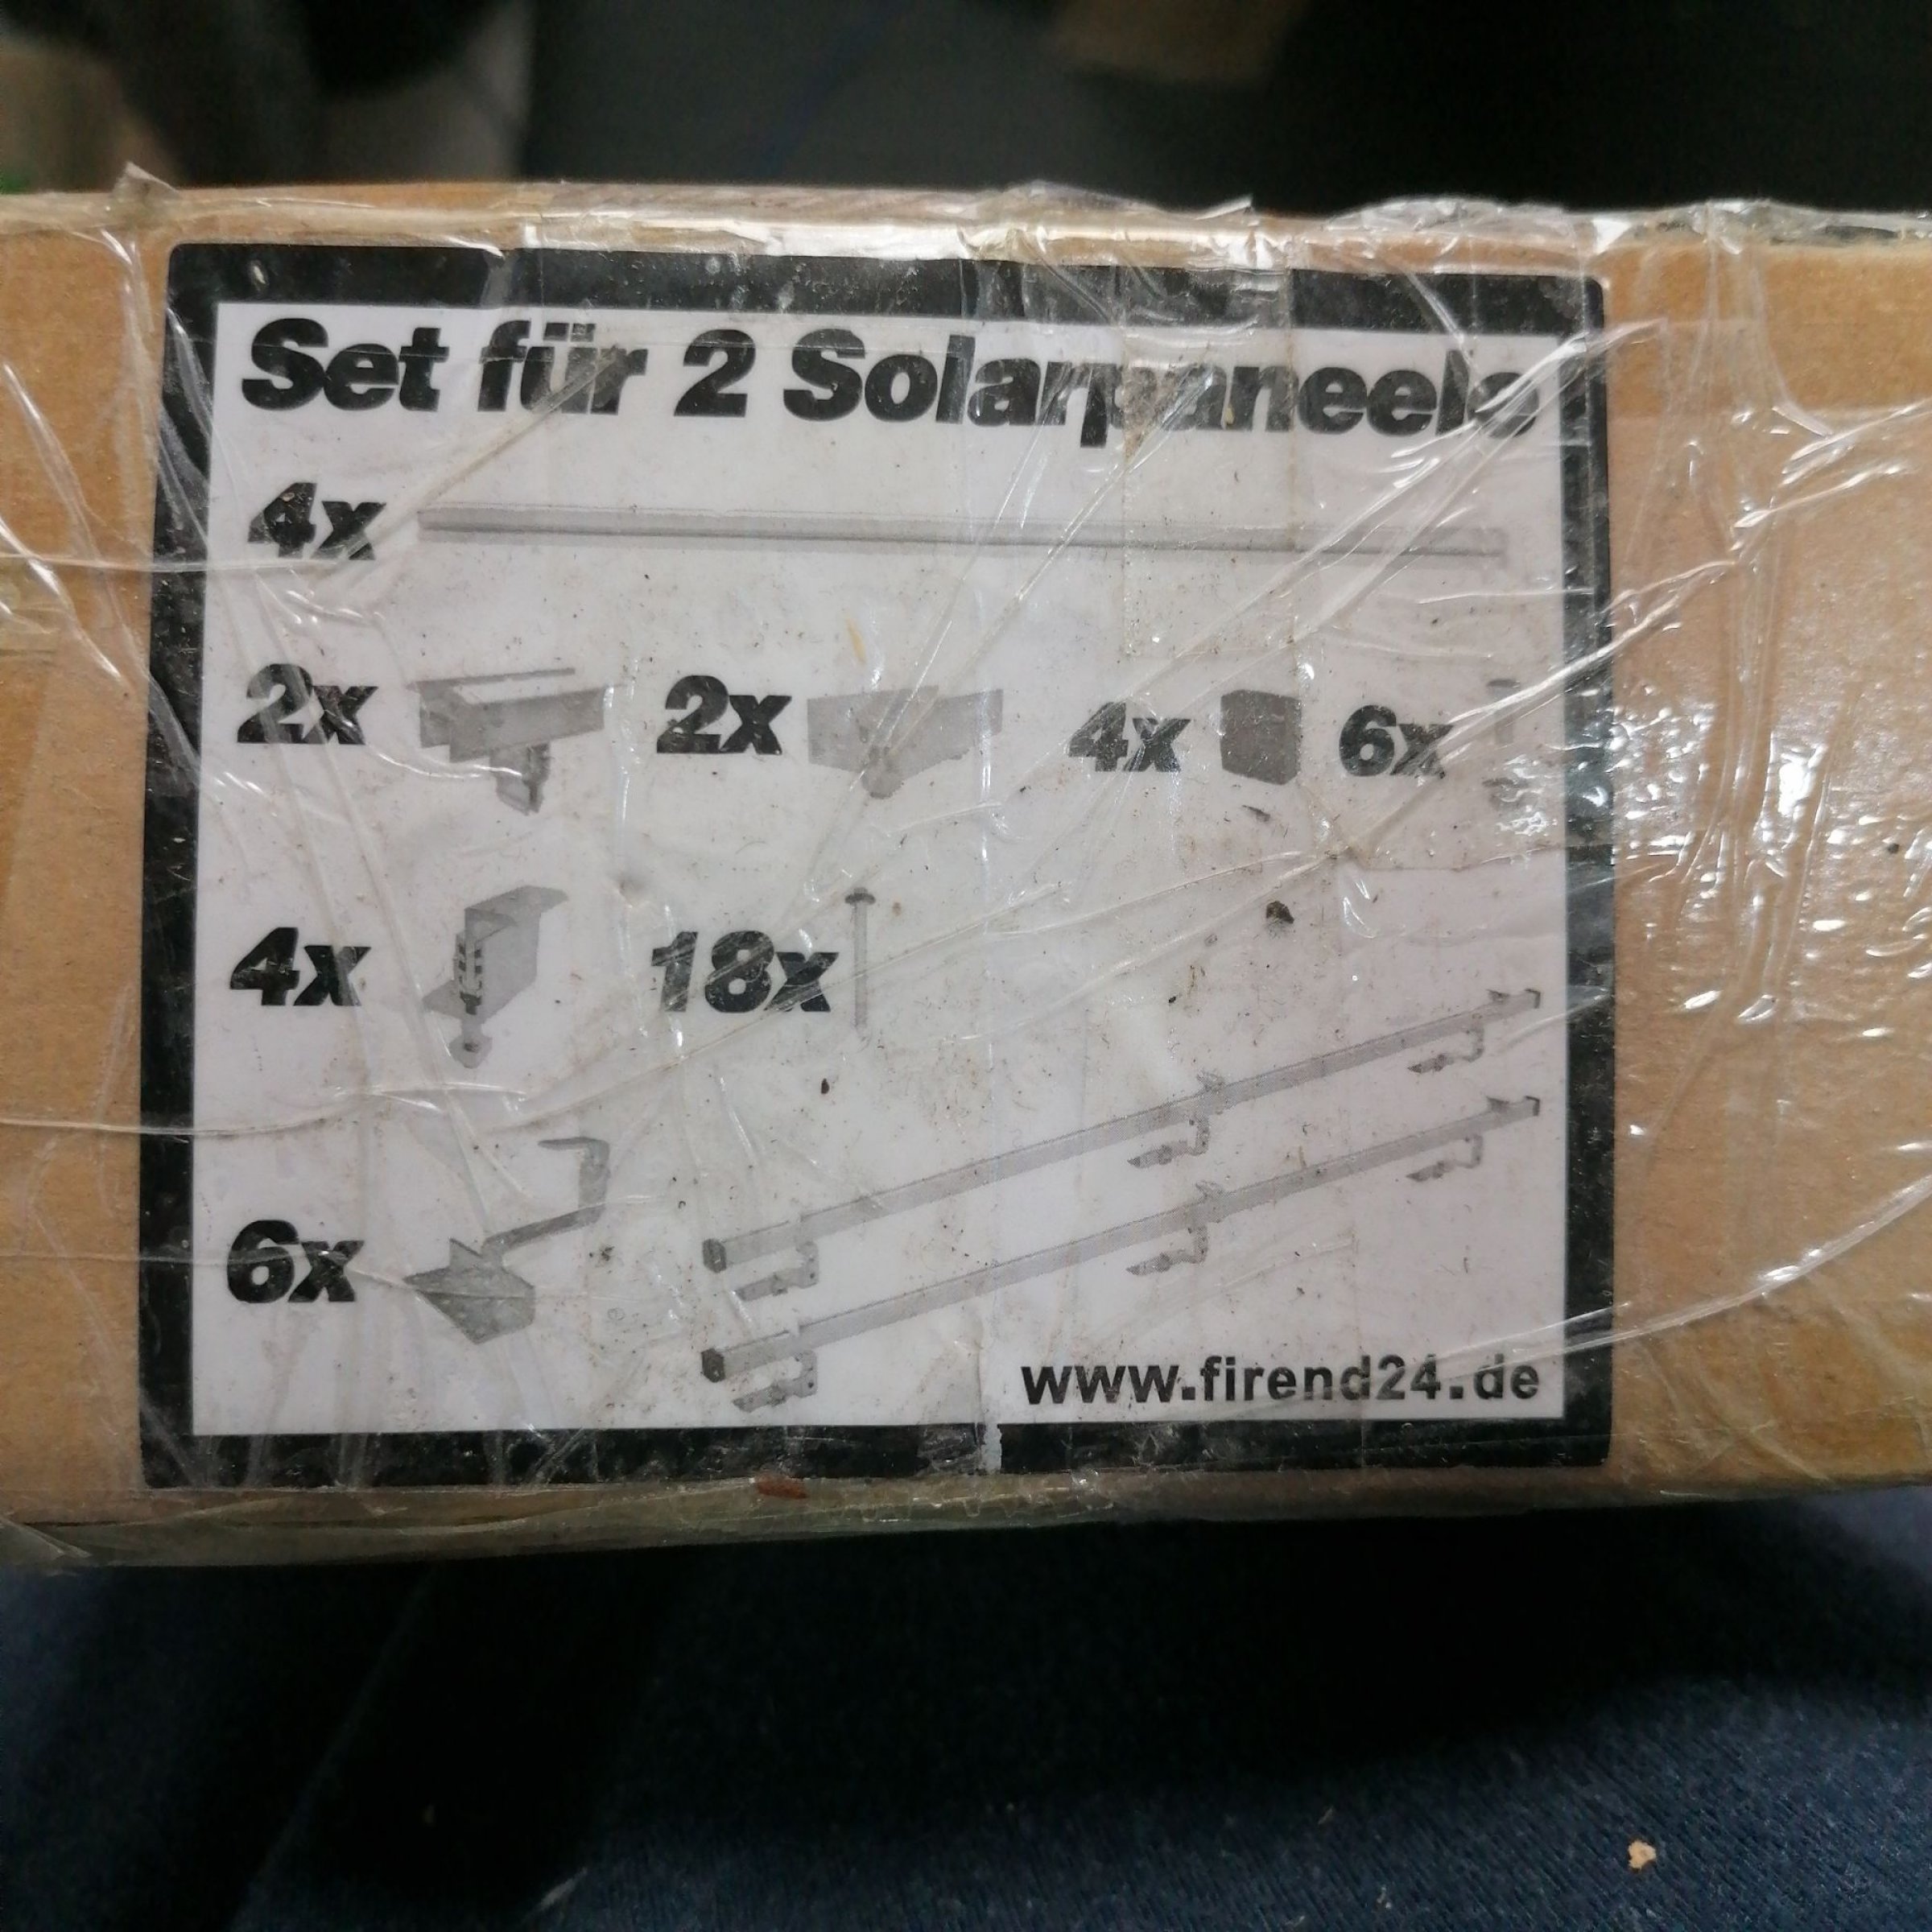 Set für 2 Solarpaneele
4x
2x 2x 4x 6x
4x 18x
6x
www.firend24.de